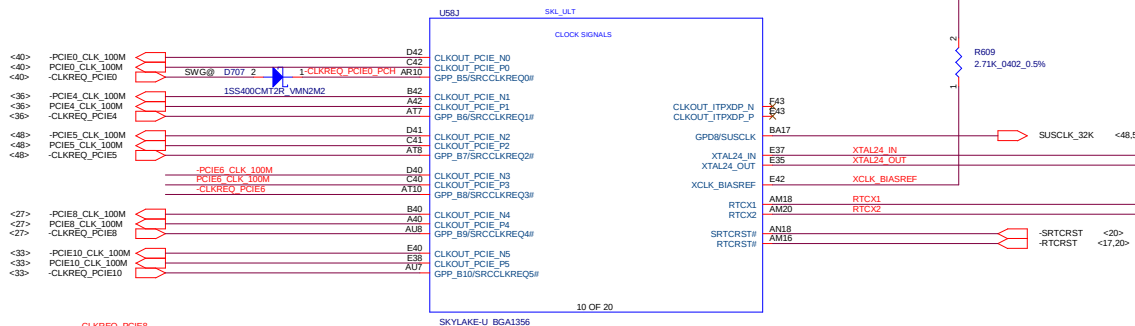 U58J SKL_ULT
CLOCK SIGNALS
<40> -PCIE0_CLK_100M D42 CLKOUT_PCIE_N0
<40> PCIE0_CLK_100M C42 CLKOUT_PCIE_P0
<40> -CLKREQ_PCIE0 SWG@ D707 2 1 -CLKREQ_PCIE0_PCH AR10 GPP_B5/SRCCLKREQ0#
1SS400CMT2R_VMN2M2
<36> -PCIE4_CLK_100M B42 CLKOUT_PCIE_N1
<36> PCIE4_CLK_100M A42 CLKOUT_PCIE_P1
<36> -CLKREQ_PCIE4 AT7 GPP_B6/SRCCLKREQ1#
<48> -PCIE5_CLK_100M D41 CLKOUT_PCIE_N2
<48> PCIE5_CLK_100M C41 CLKOUT_PCIE_P2
<48> -CLKREQ_PCIE5 AT8 GPP_B7/SRCCLKREQ2#
-PCIE6_CLK_100M D40 CLKOUT_PCIE_N3
PCIE6_CLK_100M C40 CLKOUT_PCIE_P3
-CLKREQ_PCIE6 AT10 GPP_B8/SRCCLKREQ3#
<27> -PCIE8_CLK_100M B40 CLKOUT_PCIE_N4
<27> PCIE8_CLK_100M A40 CLKOUT_PCIE_P4
<27> -CLKREQ_PCIE8 AU8 GPP_B9/SRCCLKREQ4#
<33> -PCIE10_CLK_100M E40 CLKOUT_PCIE_N5
<33> PCIE10_CLK_100M E38 CLKOUT_PCIE_P5
<33> -CLKREQ_PCIE10 AU7 GPP_B10/SRCCLKREQ5#
2
R609
2.71K_0402_0.5%
1
CLKOUT_ITPXDP_N F43
CLKOUT_ITPXDP_P E43
GPD8/SUSCLK BA17 SUSCLK_32K <48,5
XTAL24_IN E37 XTAL24_IN
XTAL24_OUT E35 XTAL24_OUT
XCLK_BIASREF E42 XCLK_BIASREF
RTCX1 AM18 RTCX1
RTCX2 AM20 RTCX2
SRTCRST# AN18 -SRTCRST <20>
RTCRST# AM16 -RTCRST <17,20>
10 OF 20
SKYLAKE-U_BGA1356
CLKREQ_PCIE8